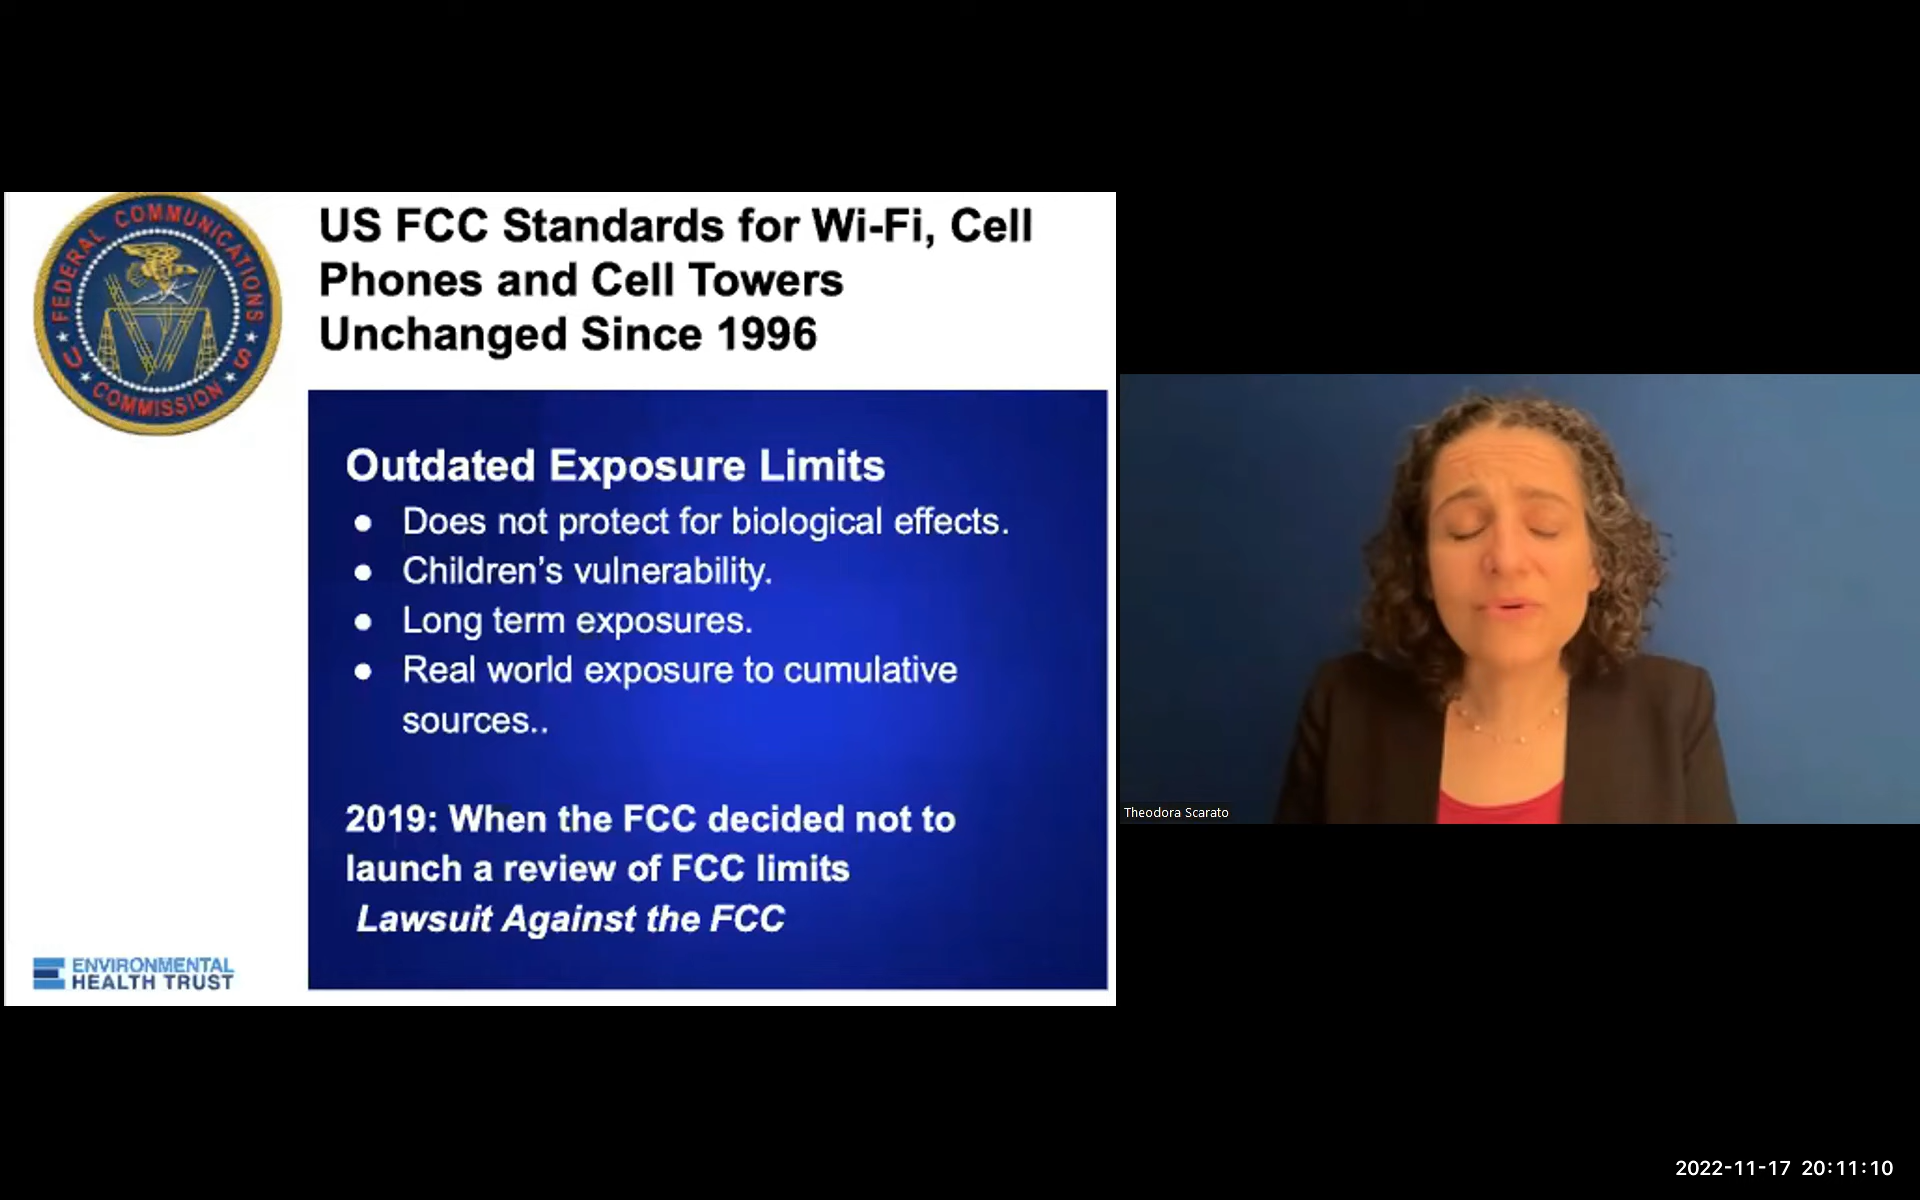 FEDERAL COMMUNICATIONS
U S
COMMISSION
US FCC Standards for Wi-Fi, Cell
Phones and Cell Towers
Unchanged Since 1996
Outdated Exposure Limits
● Does not protect for biological effects.
● Children’s vulnerability.
● Long term exposures.
● Real world exposure to cumulative
sources..
2019: When the FCC decided not to
launch a review of FCC limits
Lawsuit Against the FCC
ENVIRONMENTAL
HEALTH TRUST
Theodora Scarato
2022-11-17 20:11:10